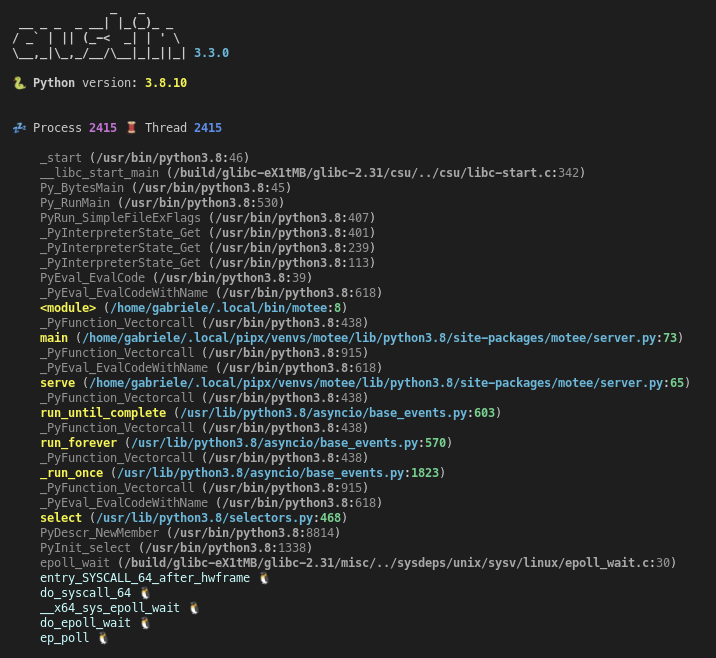 _   _
 __ _ _  _ __| |_(_)_ _
/ _` | || (_-<  _| | ' \
\__,_|\_,_/__/\__|_|_||_| 3.3.0
🐍 Python version: 3.8.10
💤 Process 2415 🧵 Thread 2415
_start (/usr/bin/python3.8:46)
__libc_start_main (/build/glibc-eX1tMB/glibc-2.31/csu/../csu/libc-start.c:342)
Py_BytesMain (/usr/bin/python3.8:45)
Py_RunMain (/usr/bin/python3.8:530)
PyRun_SimpleFileExFlags (/usr/bin/python3.8:407)
_PyInterpreterState_Get (/usr/bin/python3.8:401)
_PyInterpreterState_Get (/usr/bin/python3.8:239)
_PyInterpreterState_Get (/usr/bin/python3.8:113)
PyEval_EvalCode (/usr/bin/python3.8:39)
_PyEval_EvalCodeWithName (/usr/bin/python3.8:618)
<module> (/home/gabriele/.local/bin/motee:8)
_PyFunction_Vectorcall (/usr/bin/python3.8:438)
main (/home/gabriele/.local/pipx/venvs/motee/lib/python3.8/site-packages/motee/server.py:73)
_PyFunction_Vectorcall (/usr/bin/python3.8:915)
_PyEval_EvalCodeWithName (/usr/bin/python3.8:618)
serve (/home/gabriele/.local/pipx/venvs/motee/lib/python3.8/site-packages/motee/server.py:65)
_PyFunction_Vectorcall (/usr/bin/python3.8:438)
run_until_complete (/usr/lib/python3.8/asyncio/base_events.py:603)
_PyFunction_Vectorcall (/usr/bin/python3.8:438)
run_forever (/usr/lib/python3.8/asyncio/base_events.py:570)
_PyFunction_Vectorcall (/usr/bin/python3.8:438)
_run_once (/usr/lib/python3.8/asyncio/base_events.py:1823)
_PyFunction_Vectorcall (/usr/bin/python3.8:915)
_PyEval_EvalCodeWithName (/usr/bin/python3.8:618)
select (/usr/lib/python3.8/selectors.py:468)
PyDescr_NewMember (/usr/bin/python3.8:8814)
PyInit_select (/usr/bin/python3.8:1338)
epoll_wait (/build/glibc-eX1tMB/glibc-2.31/misc/../sysdeps/unix/sysv/linux/epoll_wait.c:30)
entry_SYSCALL_64_after_hwframe 🐧
do_syscall_64 🐧
__x64_sys_epoll_wait 🐧
do_epoll_wait 🐧
ep_poll 🐧